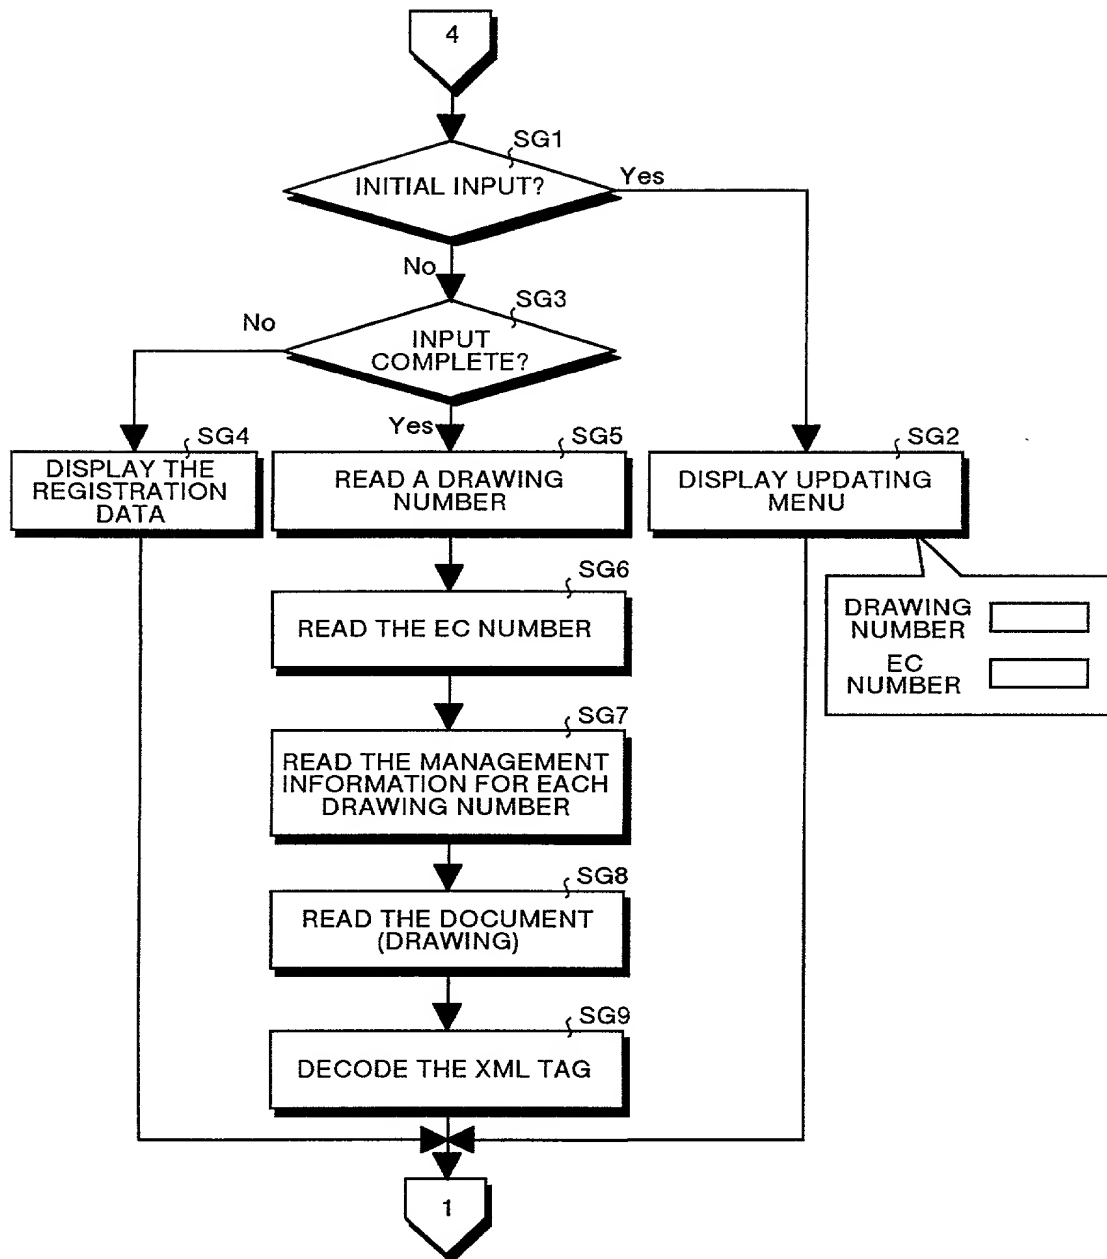 4
SG1
INITIAL INPUT?
Yes
No
SG3
No
INPUT
COMPLETE?
Yes
SG4
DISPLAY THE
REGISTRATION
DATA
SG5
READ A DRAWING
NUMBER
SG2
DISPLAY UPDATING
MENU
DRAWING
NUMBER
EC
NUMBER
SG6
READ THE EC NUMBER
SG7
READ THE MANAGEMENT
INFORMATION FOR EACH
DRAWING NUMBER
SG8
READ THE DOCUMENT
(DRAWING)
SG9
DECODE THE XML TAG
1